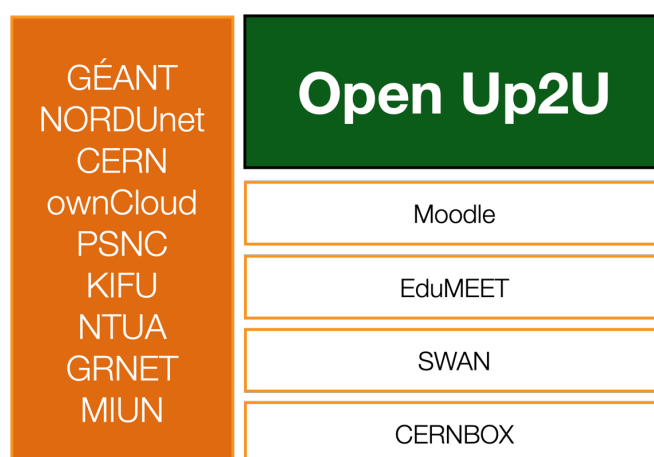 GÉANT
NORDUnet
CERN
ownCloud
PSNC
KIFU
NTUA
GRNET
MIUN
Open Up2U
Moodle
EduMEET
SWAN
CERNBOX